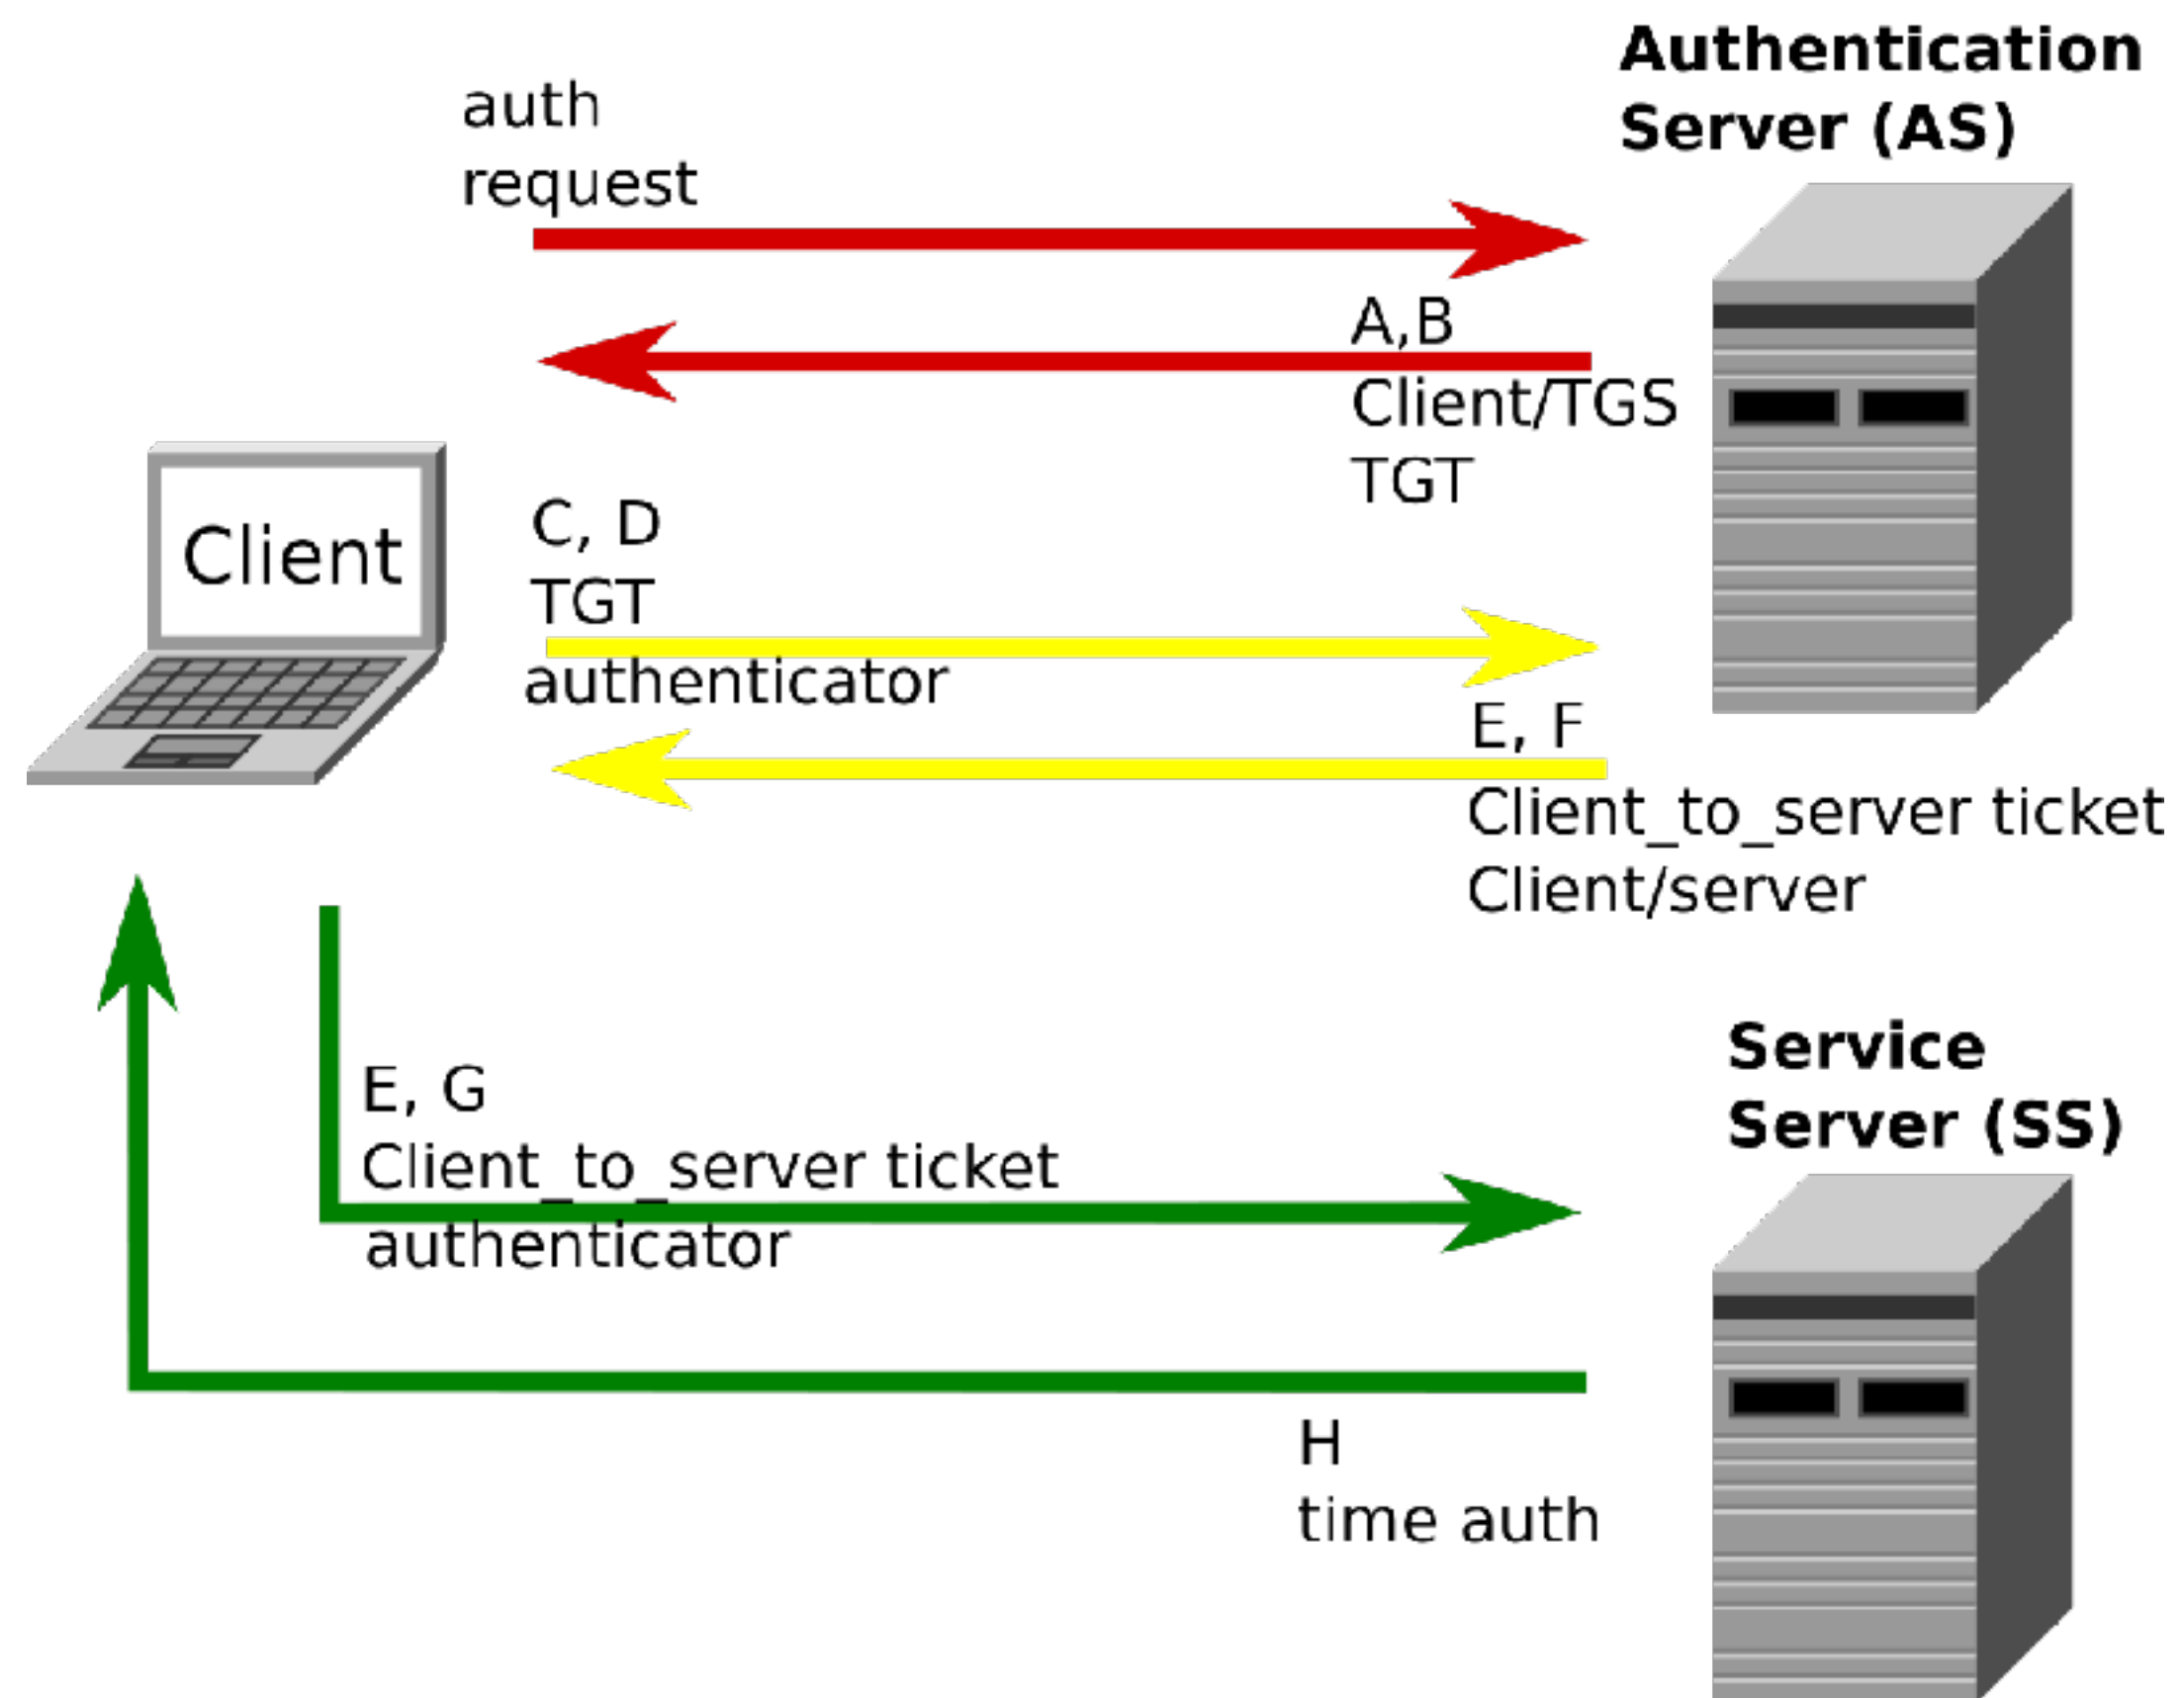 Authentication
Server (AS)
auth
request
A,B
Client/TGS
TGT
Client
C, D
TGT
authenticator
E, F
Client_to_server ticket
Client/server
Service
Server (SS)
E, G
Client_to_server ticket
authenticator
H
time auth